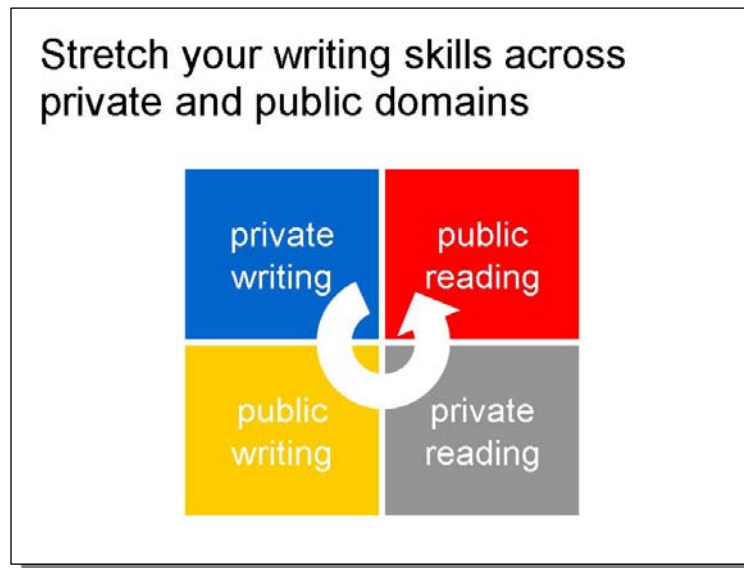 Stretch your writing skills across
private and public domains
private
writing
public
reading
public
writing
private
reading